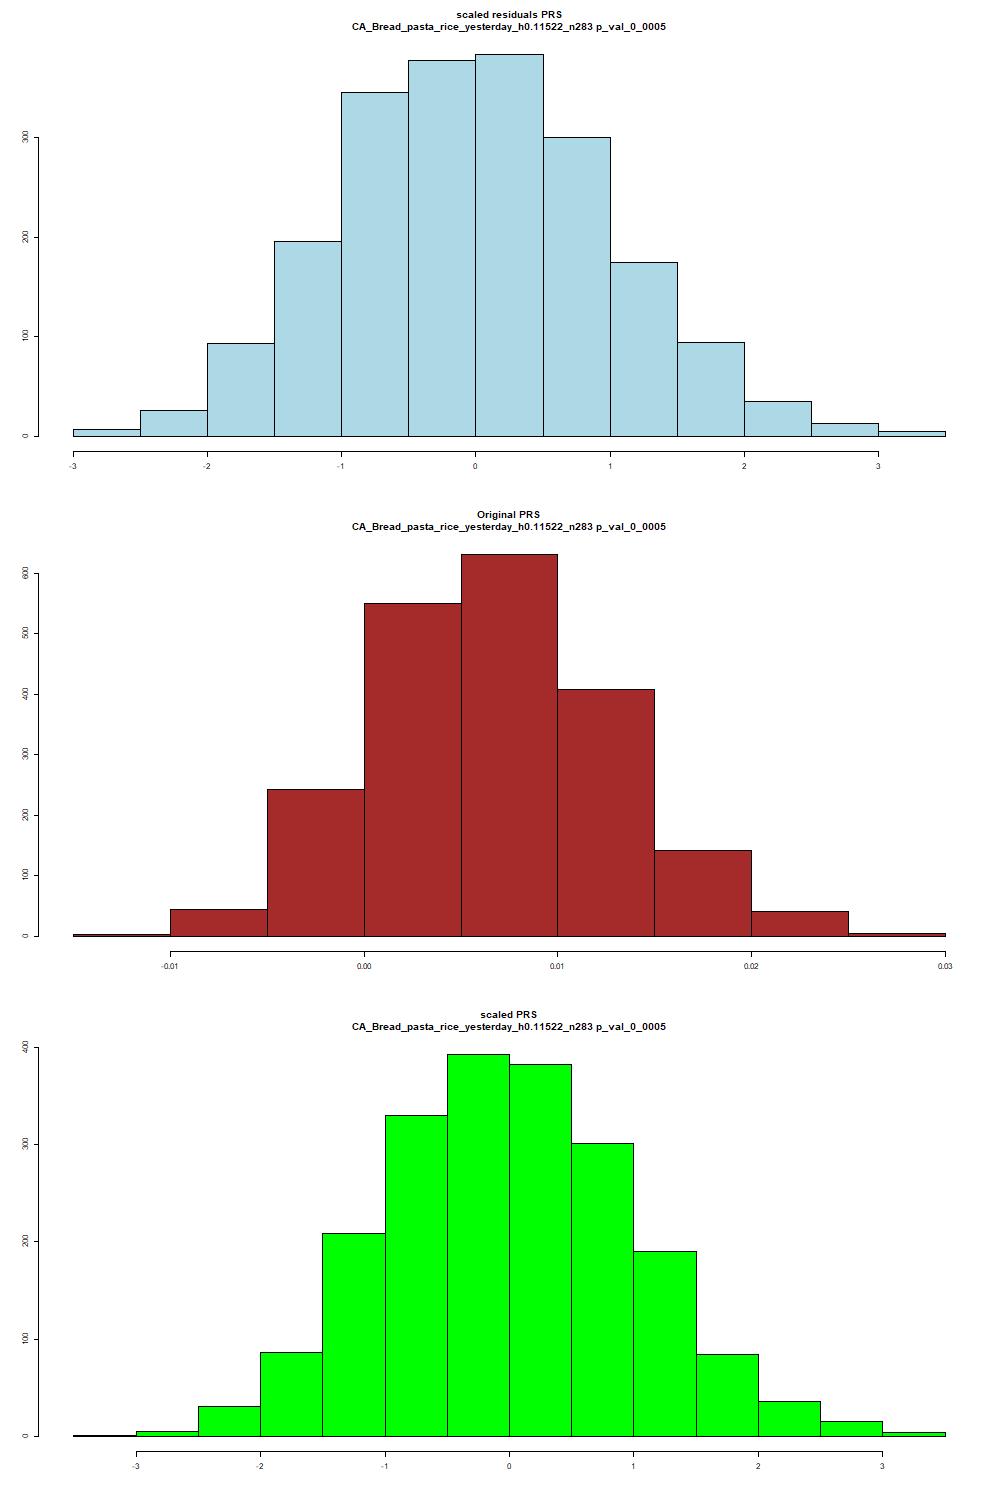 scaled residuals PRS
CA_Bread_pasta_rice_yesterday_h0.11522_n283 p_val_0_0005
300
200
100
0
-3 -2 -1 0 1 2 3
Original PRS
CA_Bread_pasta_rice_yesterday_h0.11522_n283 p_val_0_0005
600
500
400
300
200
100
0
-0.01 0.00 0.01 0.02 0.03
scaled PRS
CA_Bread_pasta_rice_yesterday_h0.11522_n283 p_val_0_0005
400
300
200
100
0
-3 -2 -1 0 1 2 3